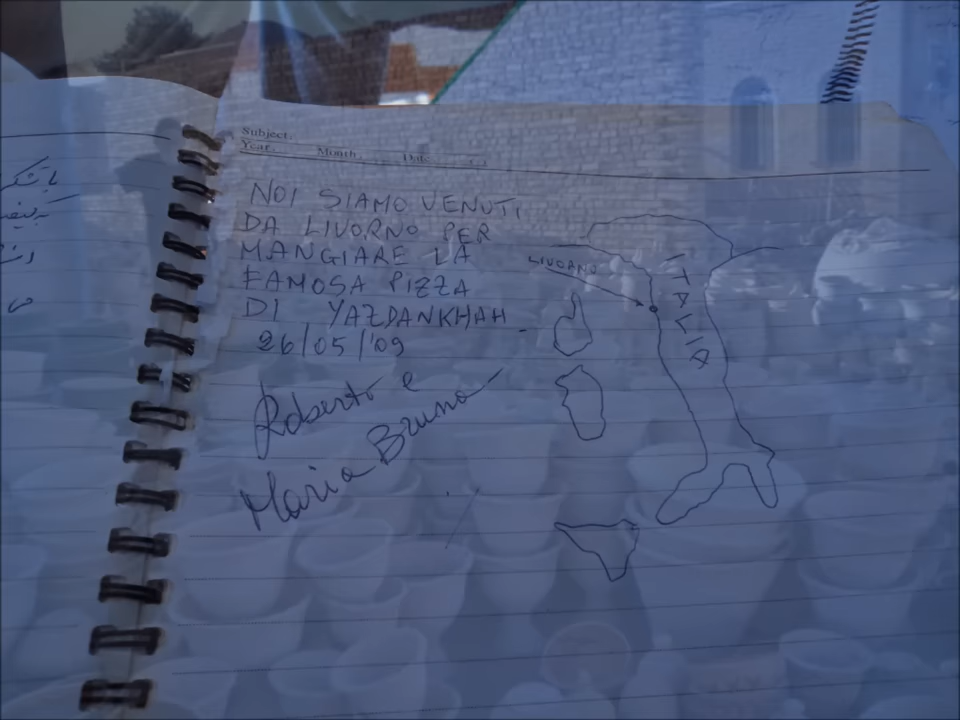 Subject.
Year. Month. Date.
NOI SIAMO VENUTI
DA LIVORNO PER
MANGIARE LA
FAMOSA PIZZA
DI YAZDANKHAH.
26/05/'09
Roberto e
Maria Bruno
LIVORNO
ITALIA